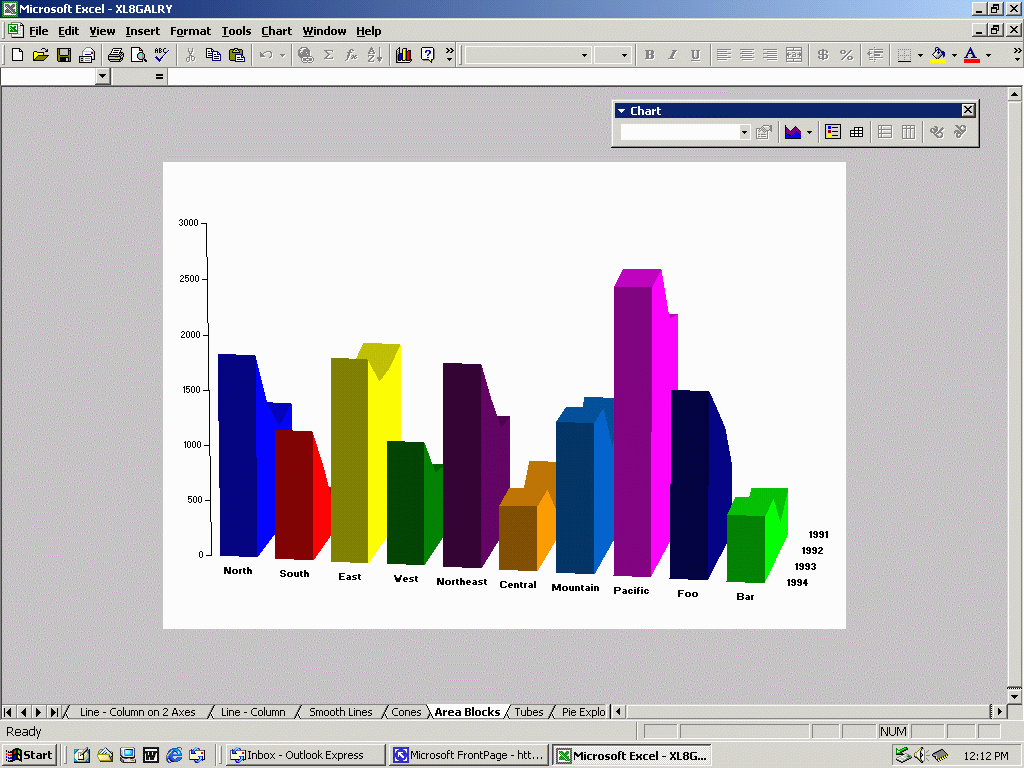 Microsoft Excel - XL8GALRY
File Edit View Insert Format Tools Chart Window Help
ABC Σ fx A Z B I U $ % A
=
Chart
3000
2500
2000
1500
1000
500
0
1991
1992
1993
1994
North South East West Northeast Central Mountain Pacific Foo Bar
Line - Column on 2 Axes Line - Column Smooth Lines Cones Area Blocks Tubes Pie Explo
Ready NUM
Start Inbox - Outlook Express Microsoft FrontPage - htt... Microsoft Excel - XL8G... 12:12 PM